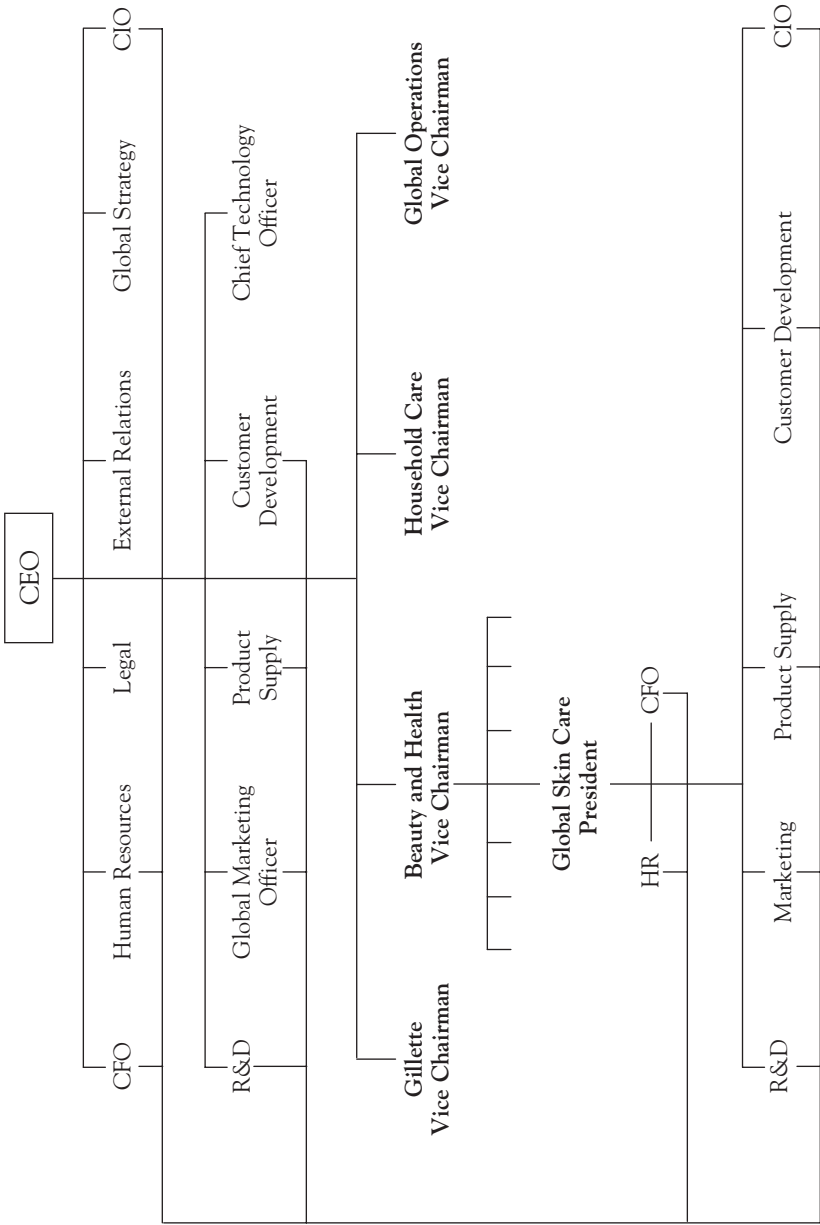 CEO
CFO
Human Resources
Legal
External Relations
Global Strategy
CIO
R&D
Global Marketing
Officer
Product
Supply
Customer
Development
Chief Technology
Officer
Gillette
Vice Chairman
Beauty and Health
Vice Chairman
Household Care
Vice Chairman
Global Operations
Vice Chairman
Global Skin Care
President
HR
CFO
R&D
Marketing
Product Supply
Customer Development
CIO